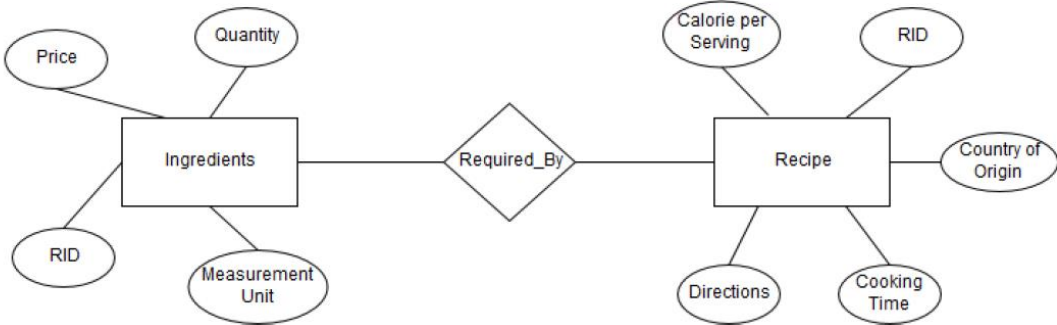 Price
Quantity
Ingredients
RID
Measurement
Unit
Required_By
Calorie per
Serving
RID
Recipe
Country of
Origin
Directions
Cooking
Time